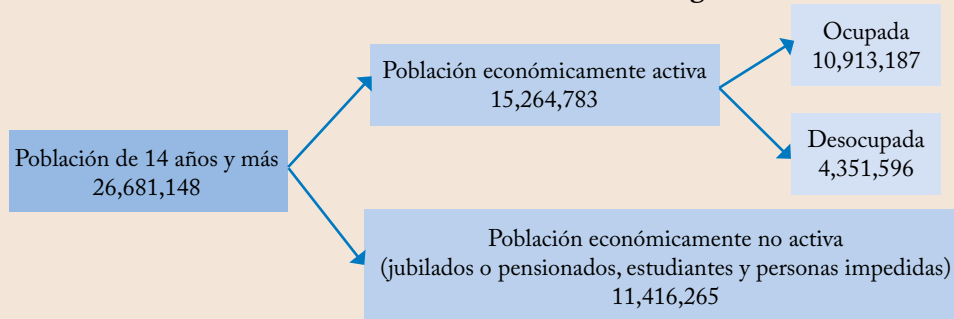 Ocupada
10,913,187
Población económicamente activa
15,264,783
Desocupada
4,351,596
Población de 14 años y más
26,681,148
Población económicamente no activa
(jubilados o pensionados, estudiantes y personas impedidas)
11,416,265